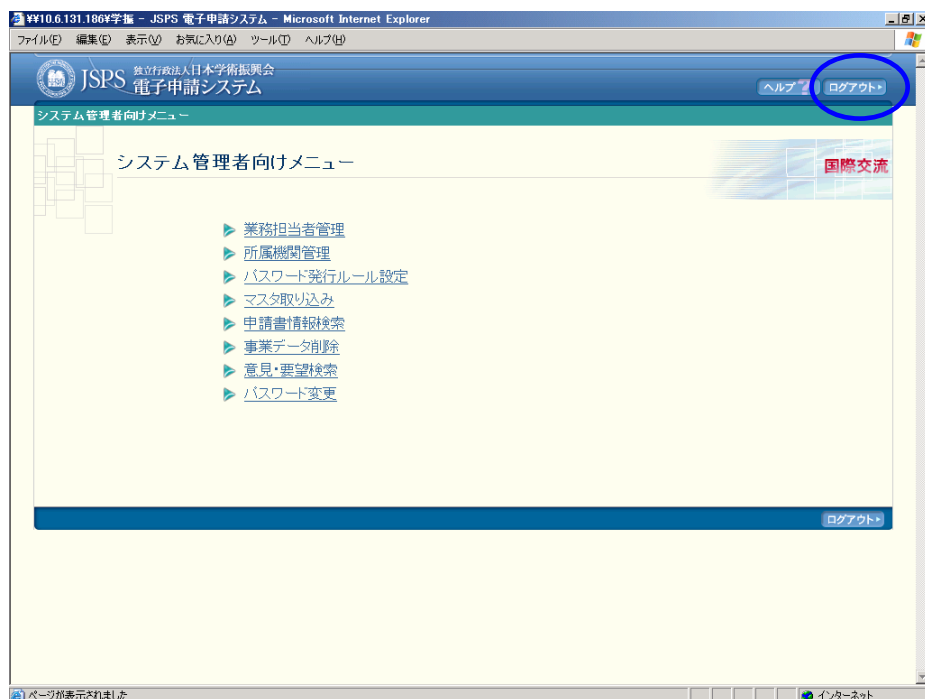 ¥¥10.6.131.186¥学振 - JSPS 電子申請システム - Microsoft Internet Explorer
ファイル(F) 編集(E) 表示(V) お気に入り(A) ツール(T) ヘルプ(H)
JSPS 独立行政法人日本学術振興会
電子申請システム
ヘルプ ? ログアウト
システム管理者向けメニュー
システム管理者向けメニュー
国際交流
業務担当者管理
所属機関管理
パスワード発行ルール設定
マスタ取り込み
申請書情報検索
事業データ削除
意見・要望検索
パスワード変更
ログアウト
ページが表示されました インターネット